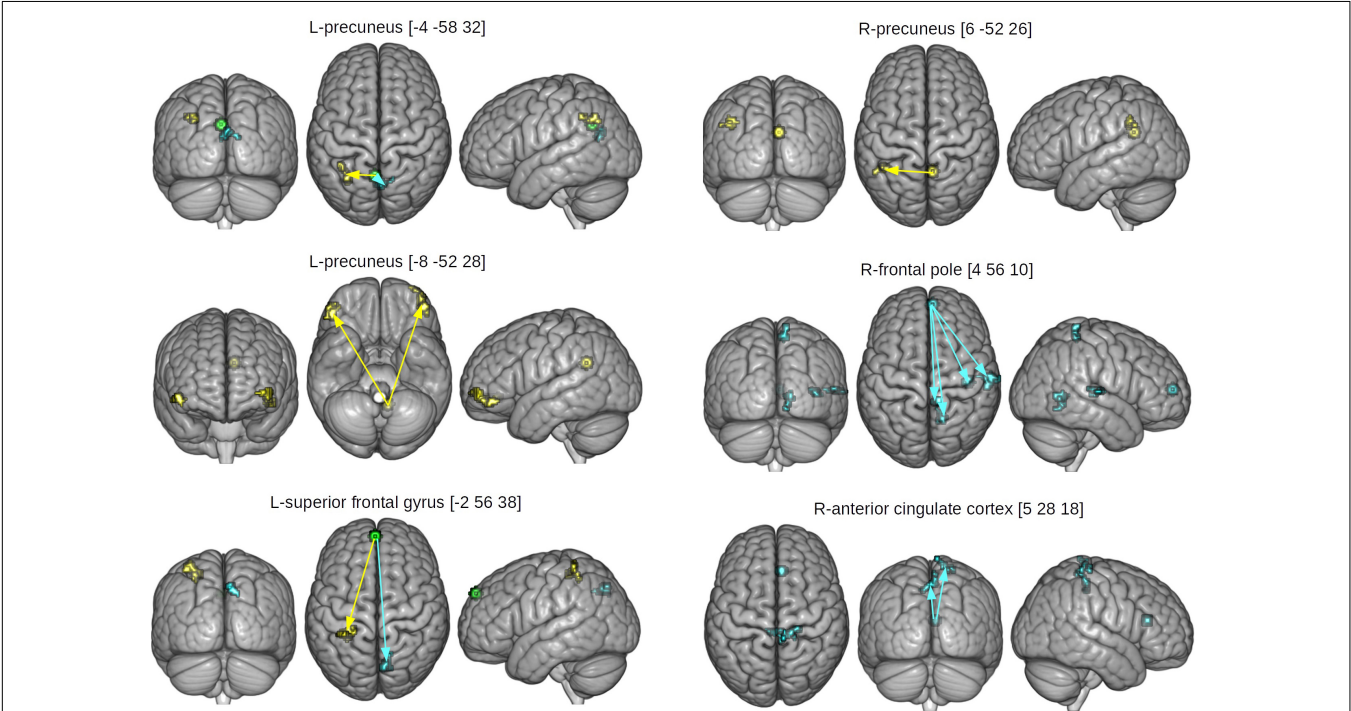 L-precuneus [-4 -58 32]
R-precuneus [6 -52 26]
L-precuneus [-8 -52 28]
R-frontal pole [4 56 10]
L-superior frontal gyrus [-2 56 38]
R-anterior cingulate cortex [5 28 18]